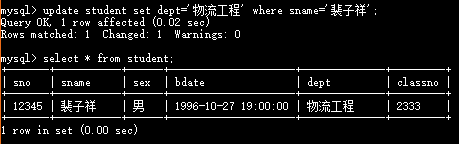 mysql> update student set dept='物流工程' where sname='裴子祥';
Query OK, 1 row affected (0.02 sec)
Rows matched: 1  Changed: 1  Warnings: 0
mysql> select * from student;
+-------+--------+-----+---------------------+----------+---------+
| sno | sname | sex | bdate | dept | classno |
+-------+--------+-----+---------------------+----------+---------+
| 12345 | 裴子祥 | 男 | 1996-10-27 19:00:00 | 物流工程 | 2333 |
+-------+--------+-----+---------------------+----------+---------+
1 row in set (0.00 sec)